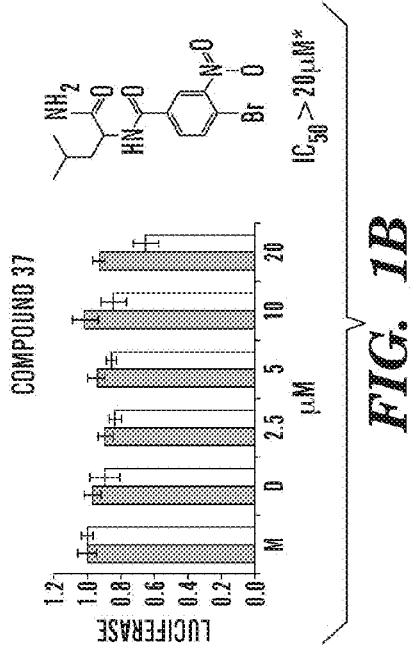 COMPOUND 37
LUCIFERASE
1.2
1.0
0.8
0.6
0.4
0.2
0.0
M D 2.5 5 10 20
μM
NH2
O
HN O
N O
O
Br
IC50 > 20μM*
FIG. 1B